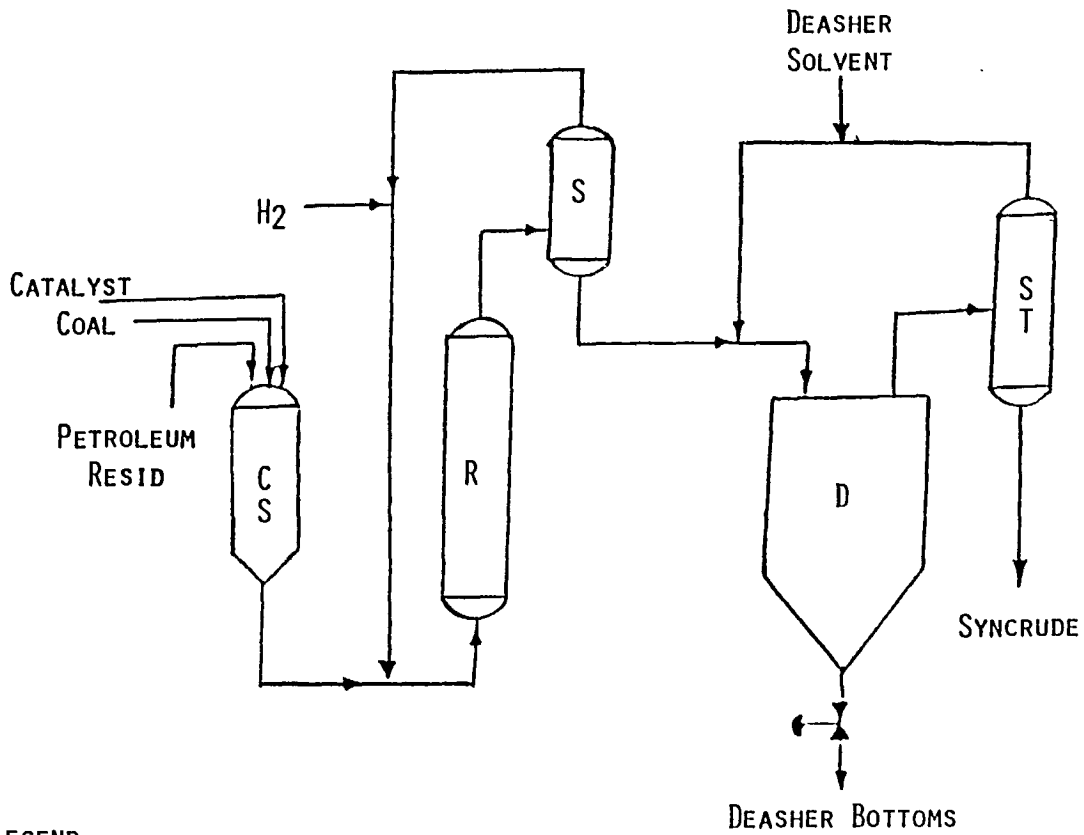 DEASHER
SOLVENT
S
H2
CATALYST
COAL
S
T
PETROLEUM
RESID
C
S
R
D
SYNCRUDE
DEASHER BOTTOMS